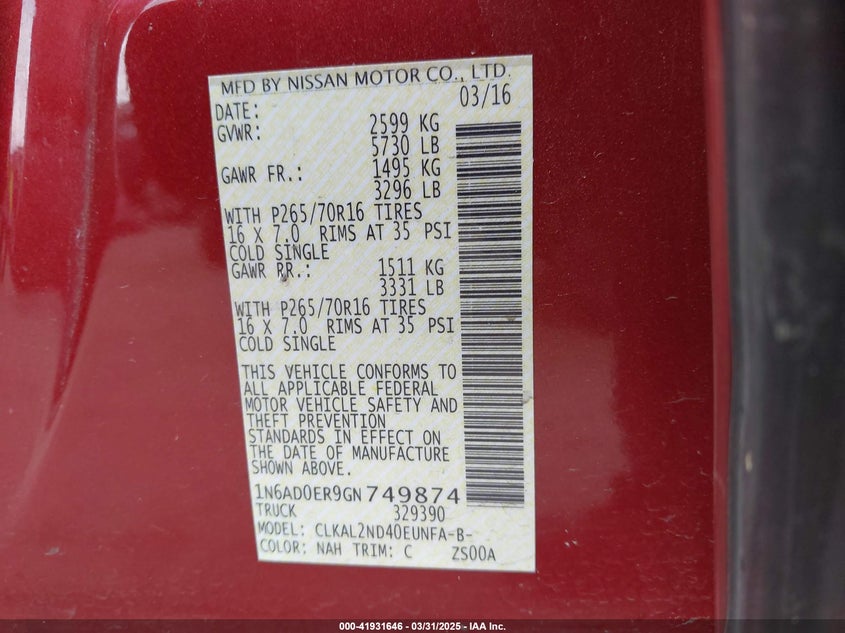 MFD BY NISSAN MOTOR CO., LTD.
DATE: 03/16
GVWR: 2599 KG
5730 LB
GAWR FR.: 1495 KG
3296 LB
WITH P265/70R16 TIRES
16 X 7.0 RIMS AT 35 PSI
COLD SINGLE
GAWR RR.: 1511 KG
3331 LB
WITH P265/70R16 TIRES
16 X 7.0 RIMS AT 35 PSI
COLD SINGLE
THIS VEHICLE CONFORMS TO
ALL APPLICABLE FEDERAL
MOTOR VEHICLE SAFETY AND
THEFT PREVENTION
STANDARDS IN EFFECT ON
THE DATE OF MANUFACTURE
SHOWN ABOVE.
1N6AD0ER9GN749874
TRUCK 329390
MODEL: CLKAL2ND40EUNFA-B-
COLOR: NAH TRIM: C ZS00A
000-41931646 - 03/31/2025 - IAA Inc.